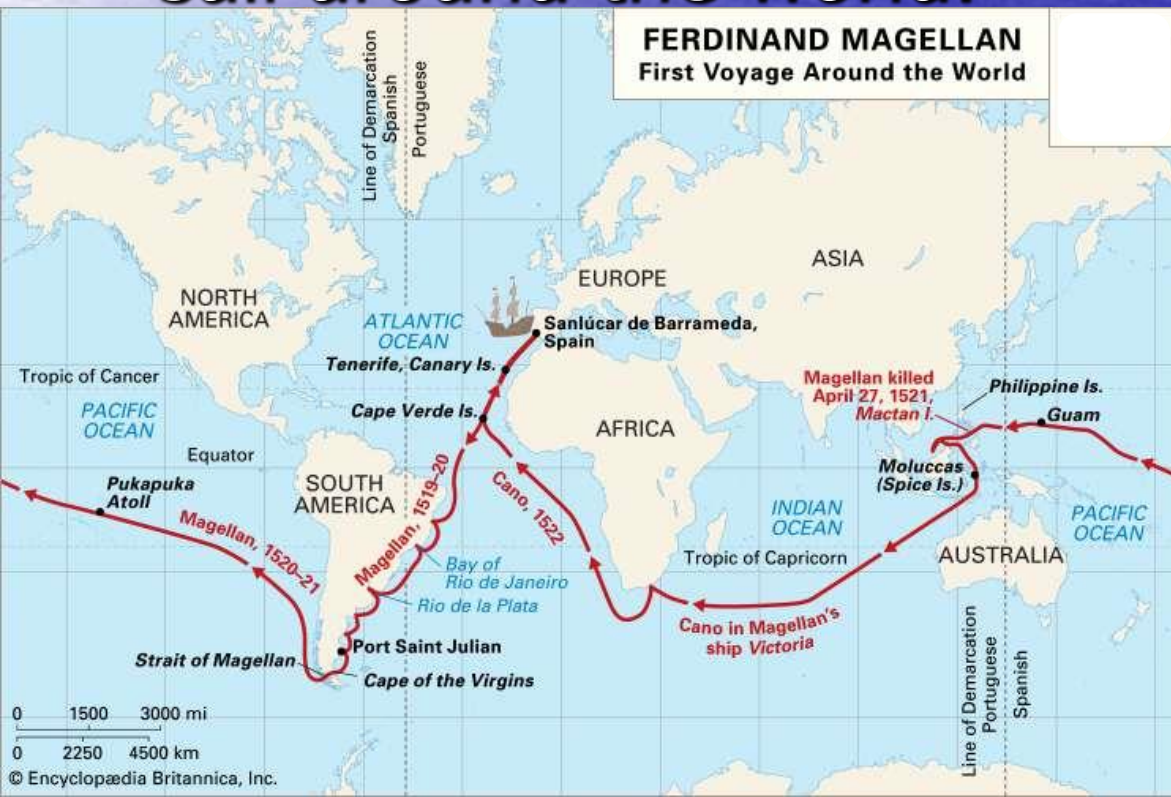 sail around the world.
FERDINAND MAGELLAN
First Voyage Around the World
Line of Demarcation
Spanish
Portuguese
NORTH
AMERICA
ATLANTIC
OCEAN
EUROPE
ASIA
Sanlúcar de Barrameda,
Spain
Tenerife, Canary Is.
Tropic of Cancer
PACIFIC
OCEAN
Cape Verde Is.
AFRICA
Magellan killed
April 27, 1521,
Mactan I.
Philippine Is.
Guam
Equator
Pukapuka
Atoll
SOUTH
AMERICA
Magellan, 1519–20
Cano, 1522
Moluccas
(Spice Is.)
INDIAN
OCEAN
PACIFIC
OCEAN
Magellan, 1520–21
Bay of
Rio de Janeiro
Rio de la Plata
Tropic of Capricorn
AUSTRALIA
Cano in Magellan's
ship Victoria
Port Saint Julian
Strait of Magellan
Cape of the Virgins
Line of Demarcation
Portuguese
Spanish
0 1500 3000 mi
0 2250 4500 km
© Encyclopædia Britannica, Inc.